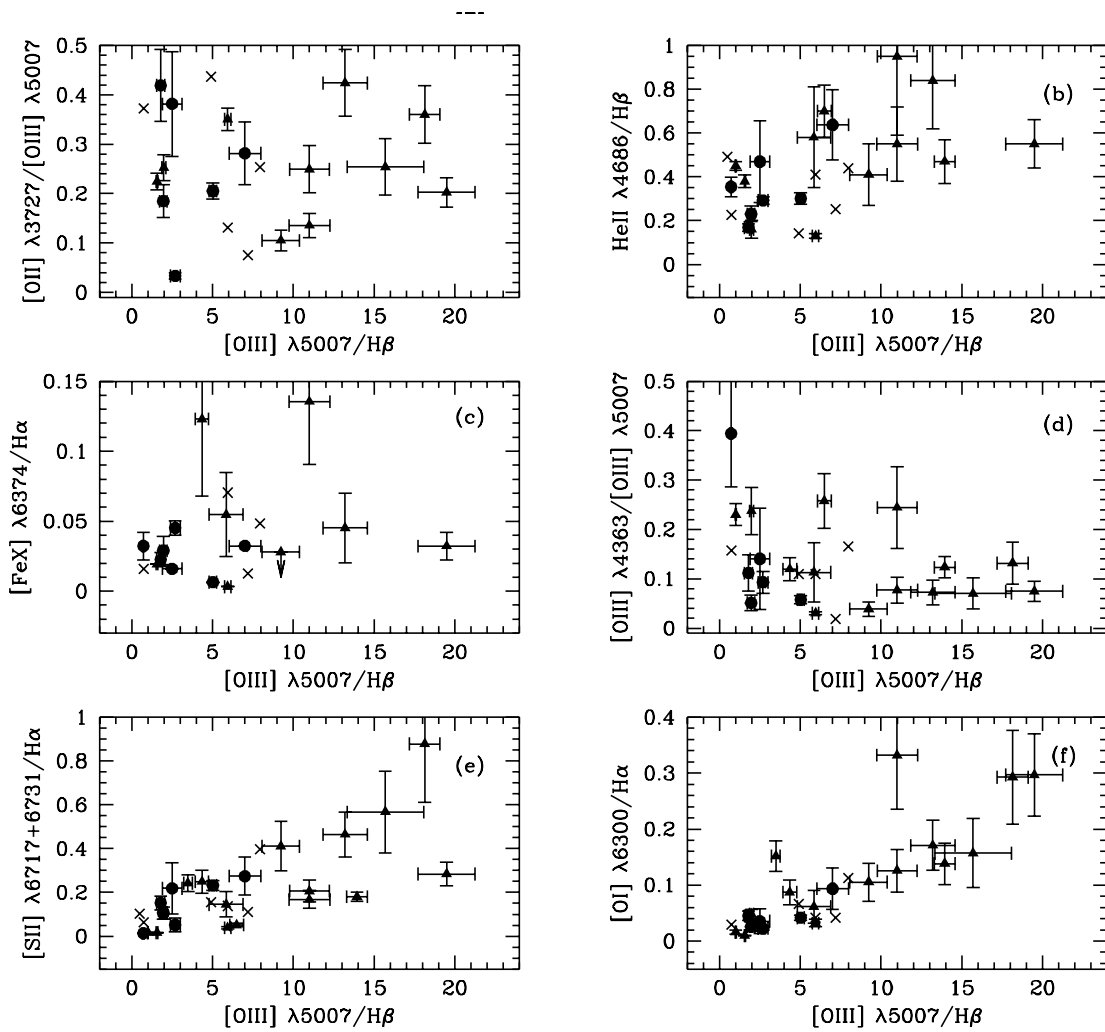 0.5
0.4
0.3
0.2
0.1
0
[OII] λ3727/[OIII] λ5007
0 5 10 15 20
[OIII] λ5007/Hβ
1
0.8
0.6
0.4
0.2
0
HeII λ4686/Hβ
(b)
0 5 10 15 20
[OIII] λ5007/Hβ
0.15
0.1
0.05
0
[FeX] λ6374/Hα
(c)
0 5 10 15 20
[OIII] λ5007/Hβ
0.5
0.4
0.3
0.2
0.1
0
[OIII] λ4363/[OIII] λ5007
(d)
0 5 10 15 20
[OIII] λ5007/Hβ
1
0.8
0.6
0.4
0.2
0
[SII] λ6717+6731/Hα
(e)
0 5 10 15 20
[OIII] λ5007/Hβ
0.4
0.3
0.2
0.1
0
[OI] λ6300/Hα
(f)
0 5 10 15 20
[OIII] λ5007/Hβ